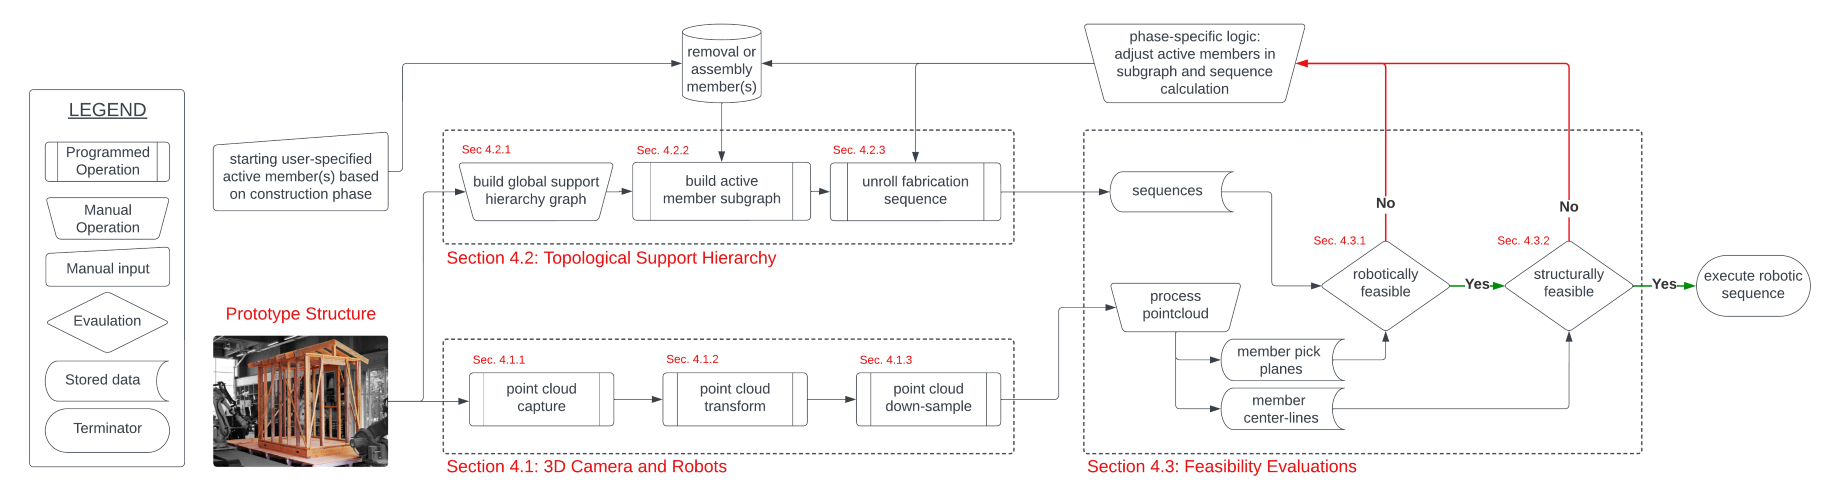 LEGEND
Programmed
Operation
Manual
Operation
Manual input
Evaulation
Stored data
Terminator
starting user-specified
active member(s) based
on construction phase
Prototype Structure
removal or
assembly
member(s)
phase-specific logic:
adjust active members in
subgraph and sequence
calculation
Sec 4.2.1
build global support
hierarchy graph
Sec. 4.2.2
build active
member subgraph
Sec. 4.2.3
unroll fabrication
sequence
Section 4.2: Topological Support Hierarchy
Sec. 4.1.1
point cloud
capture
Sec. 4.1.2
point cloud
transform
Sec. 4.1.3
point cloud
down-sample
Section 4.1: 3D Camera and Robots
sequences
process
pointcloud
member pick
planes
member
center-lines
No
Sec. 4.3.1
robotically
feasible
Yes
No
Sec. 4.3.2
structurally
feasible
Yes
execute robotic
sequence
Section 4.3: Feasibility Evaluations